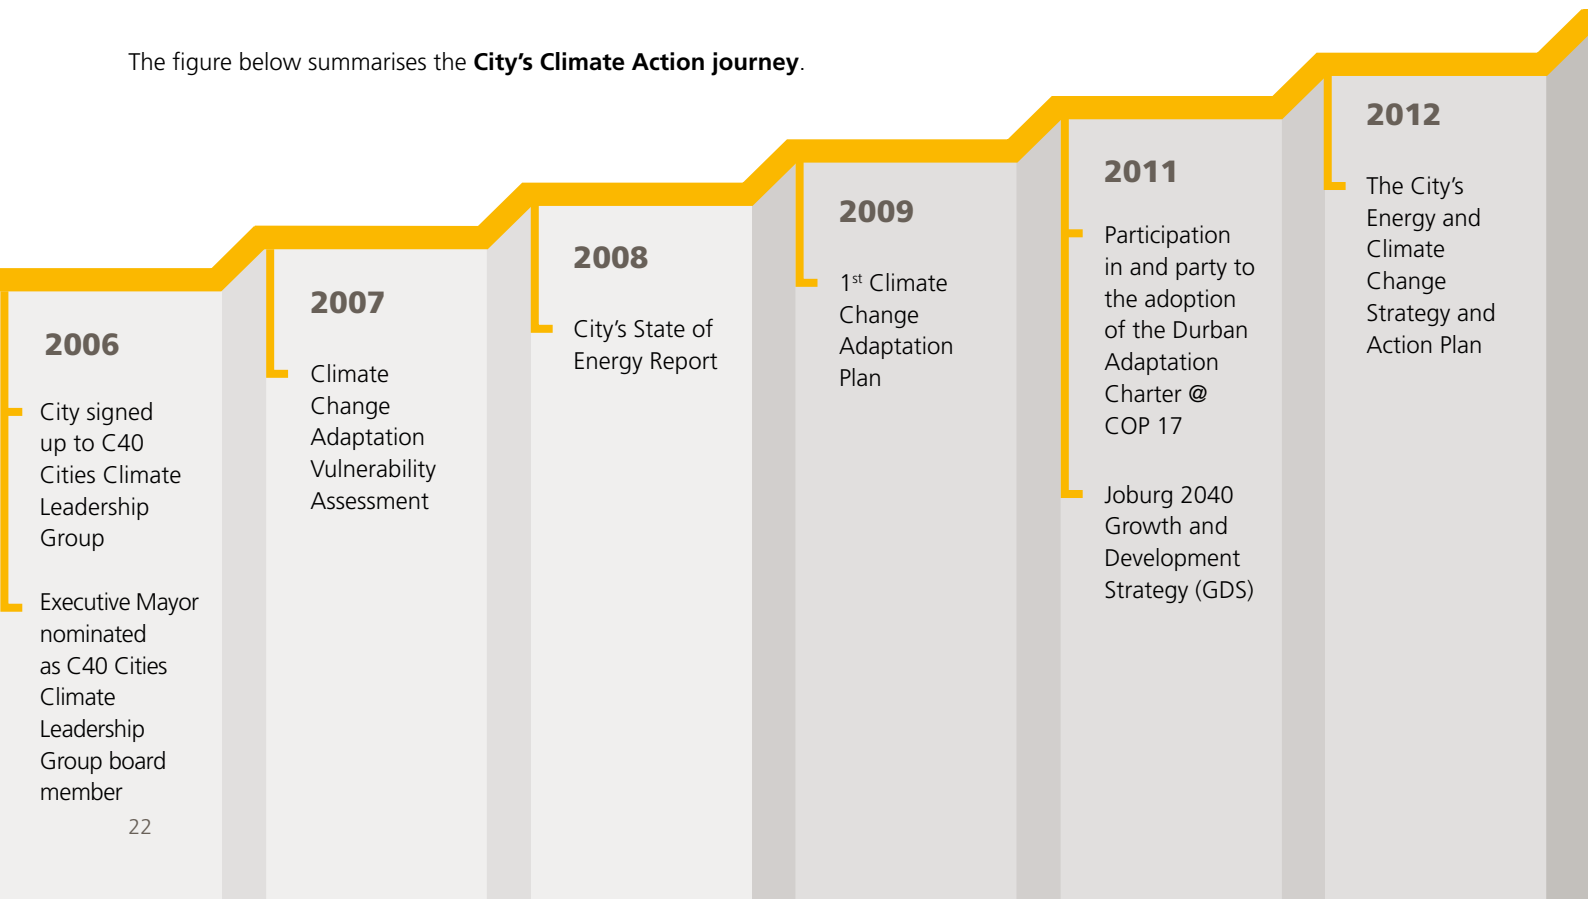 The figure below summarises the City’s Climate Action journey.
2006
City signed
up to C40
Cities Climate
Leadership
Group
Executive Mayor
nominated
as C40 Cities
Climate
Leadership
Group board
member
2007
Climate
Change
Adaptation
Vulnerability
Assessment
2008
City’s State of
Energy Report
2009
1st Climate
Change
Adaptation
Plan
2011
Participation
in and party to
the adoption
of the Durban
Adaptation
Charter @
COP 17
Joburg 2040
Growth and
Development
Strategy (GDS)
2012
The City’s
Energy and
Climate
Change
Strategy and
Action Plan
22